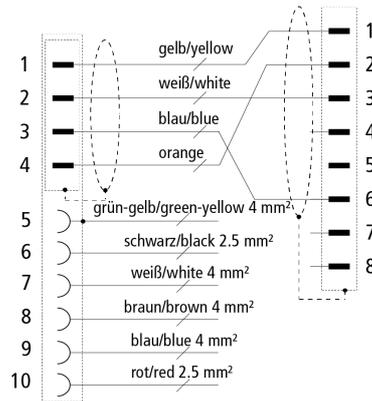 gelb/yellow
1
1
2
weiß/white
2
3
blau/blue
3
4
orange
4
5
6
grün-gelb/green-yellow 4 mm²
5
schwarz/black 2.5 mm²
7
6
weiß/white 4 mm²
8
7
braun/brown 4 mm²
8
blau/blue 4 mm²
9
rot/red 2.5 mm²
10